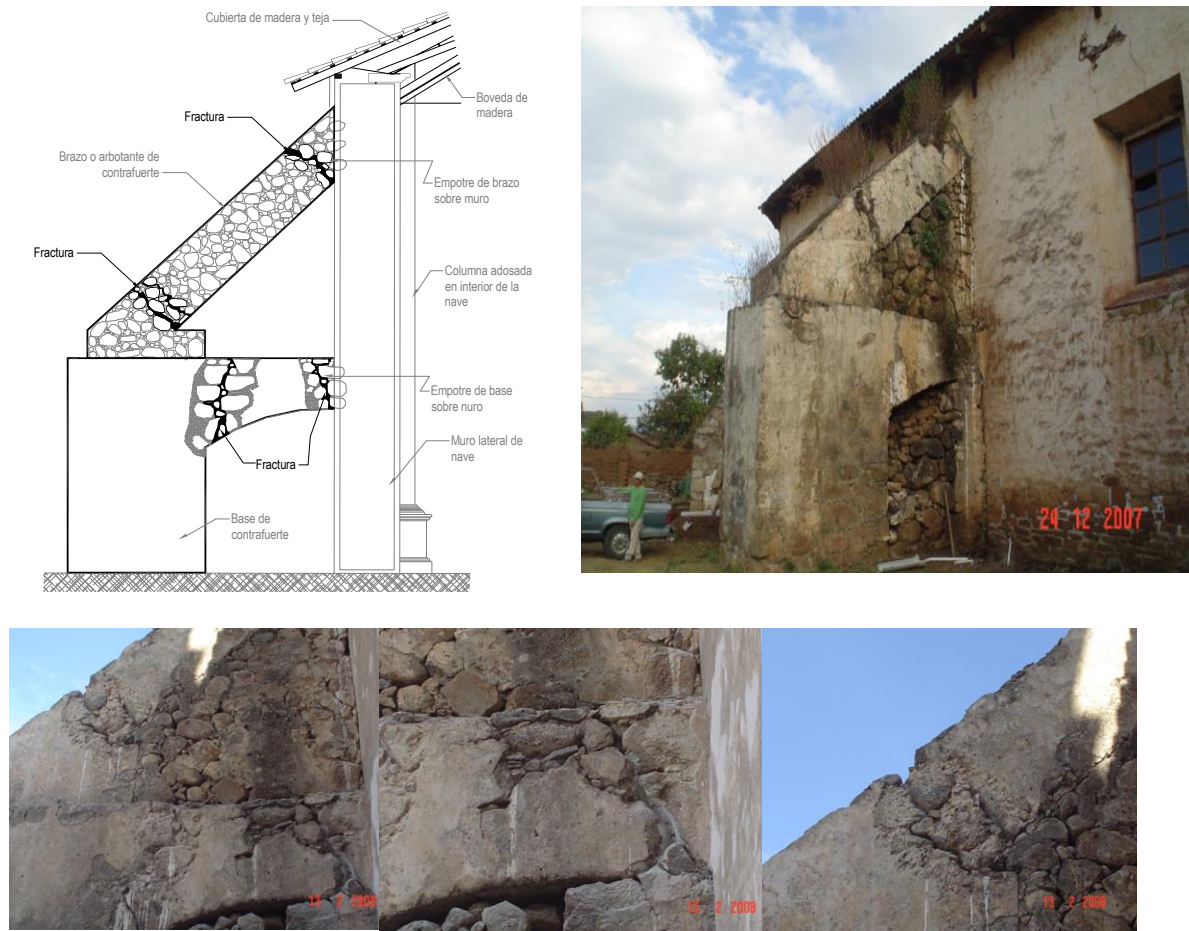 Cubierta de madera y teja
Fractura
Boveda de
madera
Brazo o arbotante de
contrafuerte
Empotre de brazo
sobre muro
Fractura
Columna adosada
en interior de la
nave
Empotre de base
sobre nuro
Muro lateral de
nave
Fractura
Base de
contrafuerte
24 12 2007
13 2 2008
13 2 2008
13 2 2008